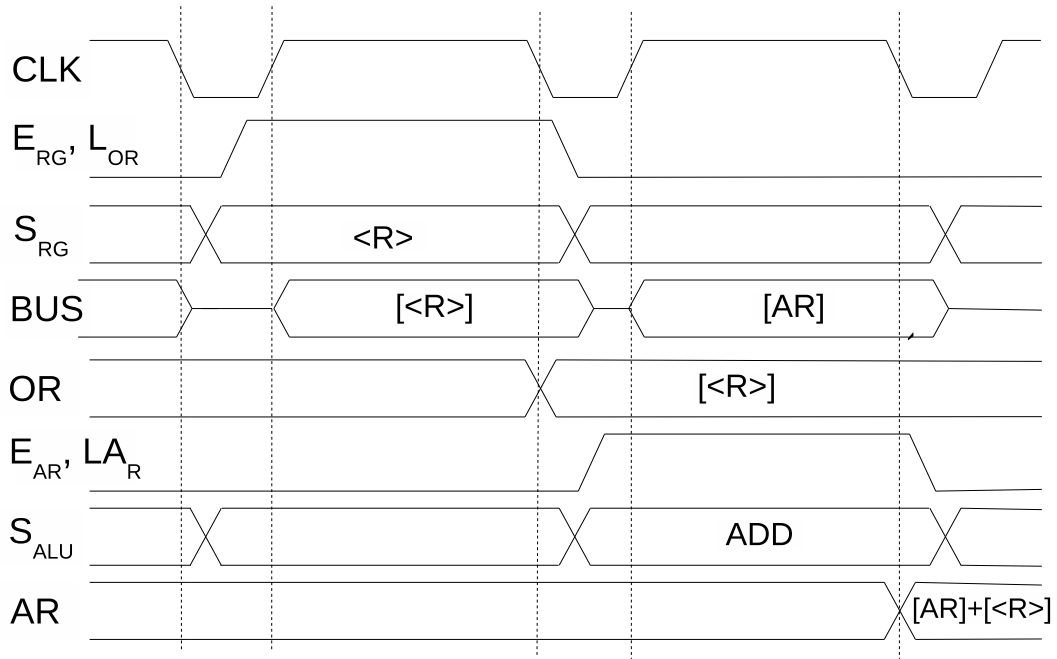 CLK
E_RG, L_OR
S_RG <R>
BUS [<R>] [AR]
OR [<R>]
E_AR, LA_R
S_ALU ADD
AR [AR]+[<R>]